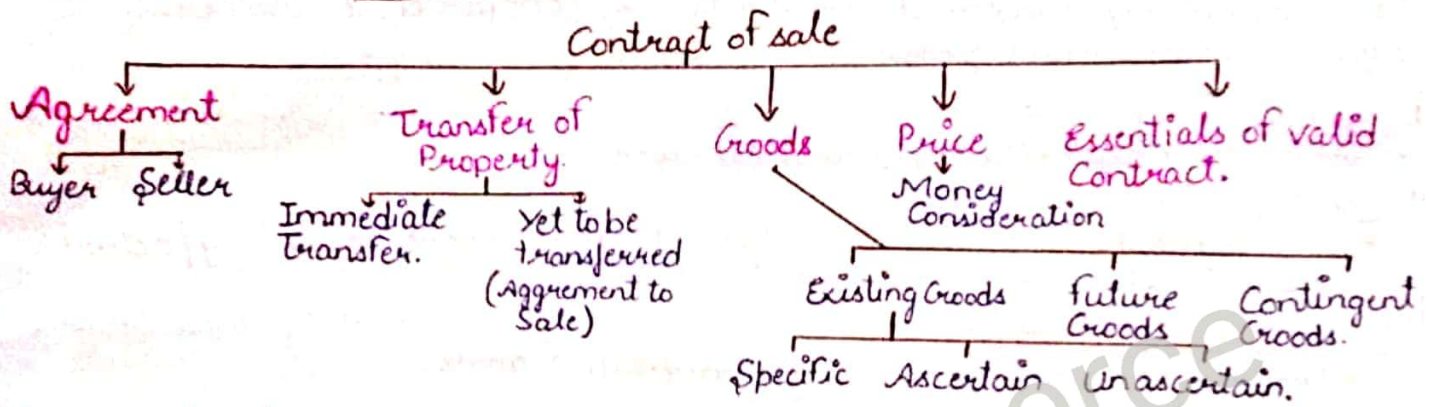 Contract of sale
Agreement
Buyer Seller
Transfer of
Property.
Immediate
Transfer.
Yet to be
transferred
(Aggrement to
Sale)
Goods
Price
Money
Consideration
Essentials of valid
Contract.
Existing Goods
future
Goods
Contingent
Goods.
Specific Ascertain Unascertain.